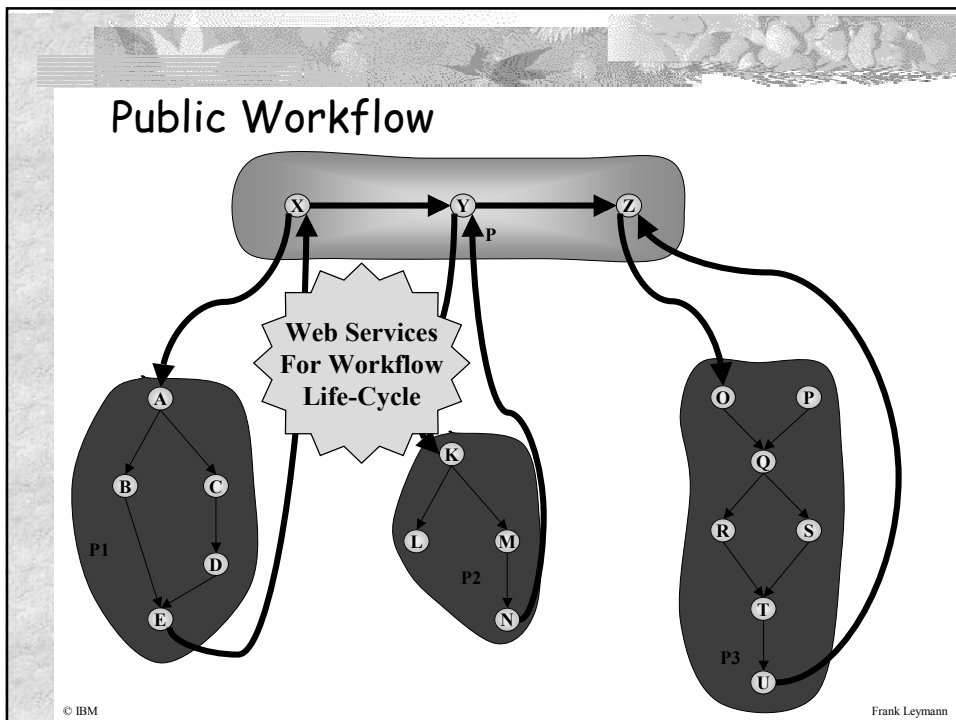 Public Workflow
X
Y
Z
P
Web Services
For Workflow
Life-Cycle
A
B
C
P1
D
E
K
L
M
P2
N
O
P
Q
R
S
T
P3
U
© IBM
Frank Leymann